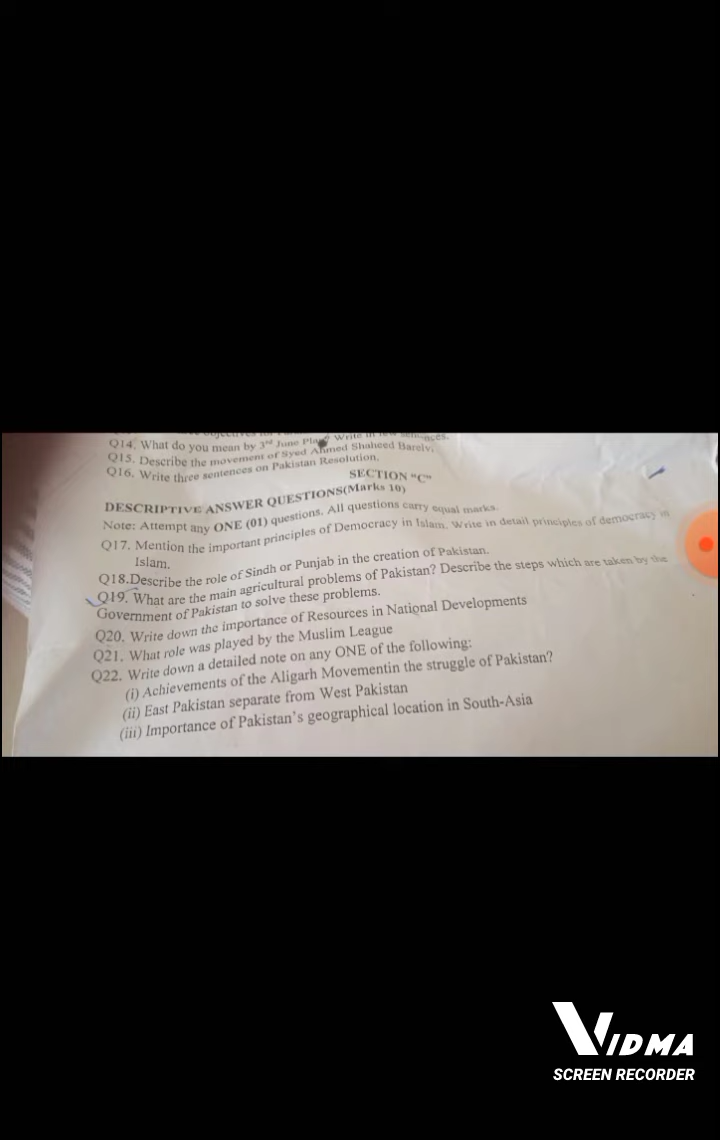 Q14. What do you mean by 3rd June Plan? Write in few sentences.
Q15. Describe the movement of Syed Ahmed Shaheed Barelv.
Q16. Write three sentences on Pakistan Resolution.
SECTION "C"
DESCRIPTIVE ANSWER QUESTIONS(Marks 10)
Note: Attempt any ONE (01) questions. All questions carry equal marks.
Q17. Mention the important principles of Democracy in Islam. Write in detail principles of democracy in
Islam.
Q18.Describe the role of Sindh or Punjab in the creation of Pakistan.
Q19. What are the main agricultural problems of Pakistan? Describe the steps which are taken by the
Government of Pakistan to solve these problems.
Q20. Write down the importance of Resources in National Developments
Q21. What role was played by the Muslim League
Q22. Write down a detailed note on any ONE of the following:
(i) Achievements of the Aligarh Movementin the struggle of Pakistan?
(ii) East Pakistan separate from West Pakistan
(iii) Importance of Pakistan's geographical location in South-Asia
VIDMA
SCREEN RECORDER